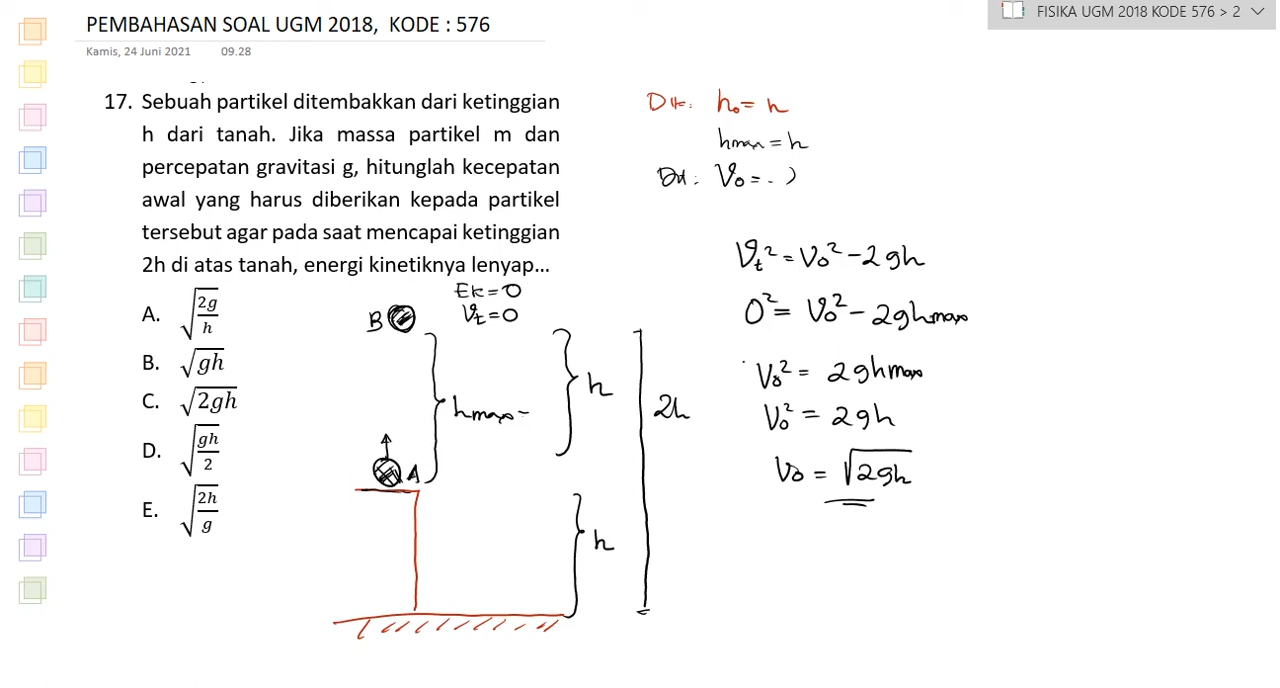 PEMBAHASAN SOAL UGM 2018, KODE : 576
FISIKA UGM 2018 KODE 576 > 2
Kamis, 24 Juni 2021 09.28
17. Sebuah partikel ditembakkan dari ketinggian
h dari tanah. Jika massa partikel m dan
percepatan gravitasi g, hitunglah kecepatan
awal yang harus diberikan kepada partikel
tersebut agar pada saat mencapai ketinggian
2h di atas tanah, energi kinetiknya lenyap...
A. √(2g/h)
B. √gh
C. √2gh
D. √(gh/2)
E. √(2h/g)
Ek = 0
Vt = 0
B
hmax =
h
2h
A
h
Dik: h₀ = h
hmax = h
Dit: V₀ = . )
Vt² = V₀² - 2gh
0² = V₀² - 2ghmax
V₀² = 2ghmax
V₀² = 2gh
V₀ = √2gh